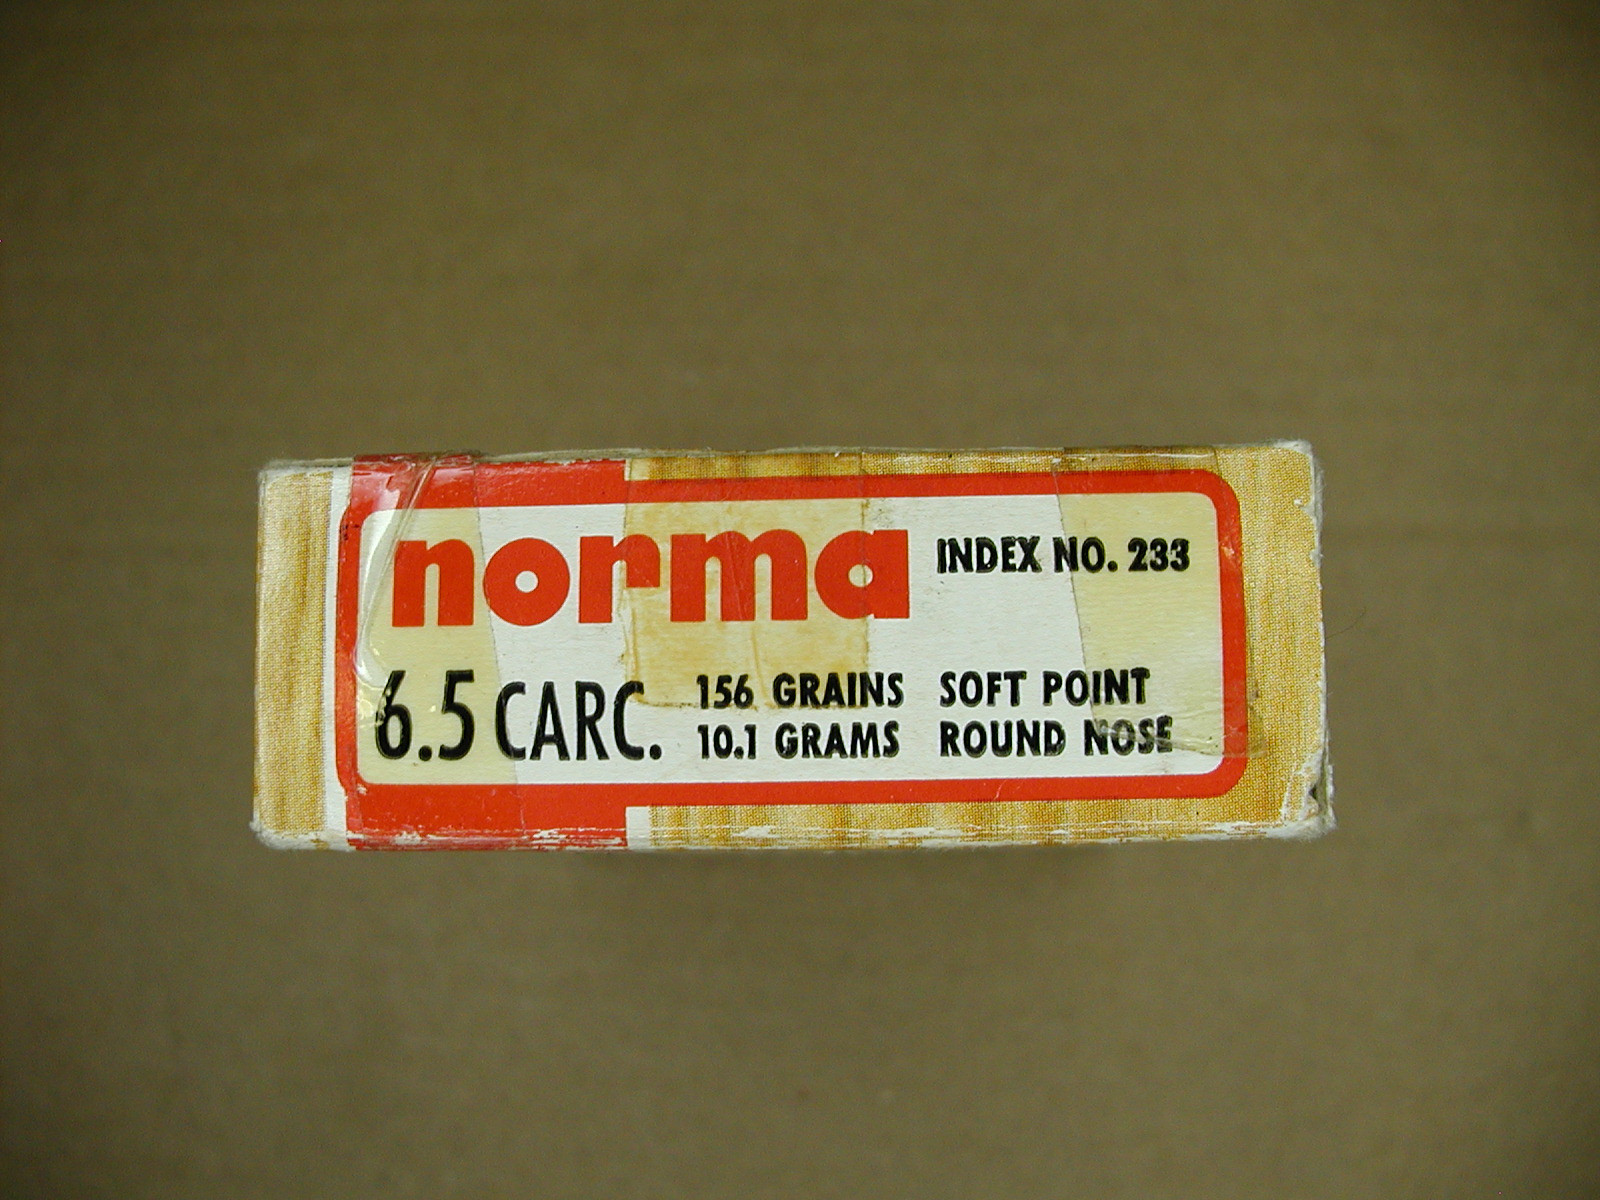 norma INDEX NO. 233
6.5 CARC. 156 GRAINS SOFT POINT
10.1 GRAMS ROUND NOSE